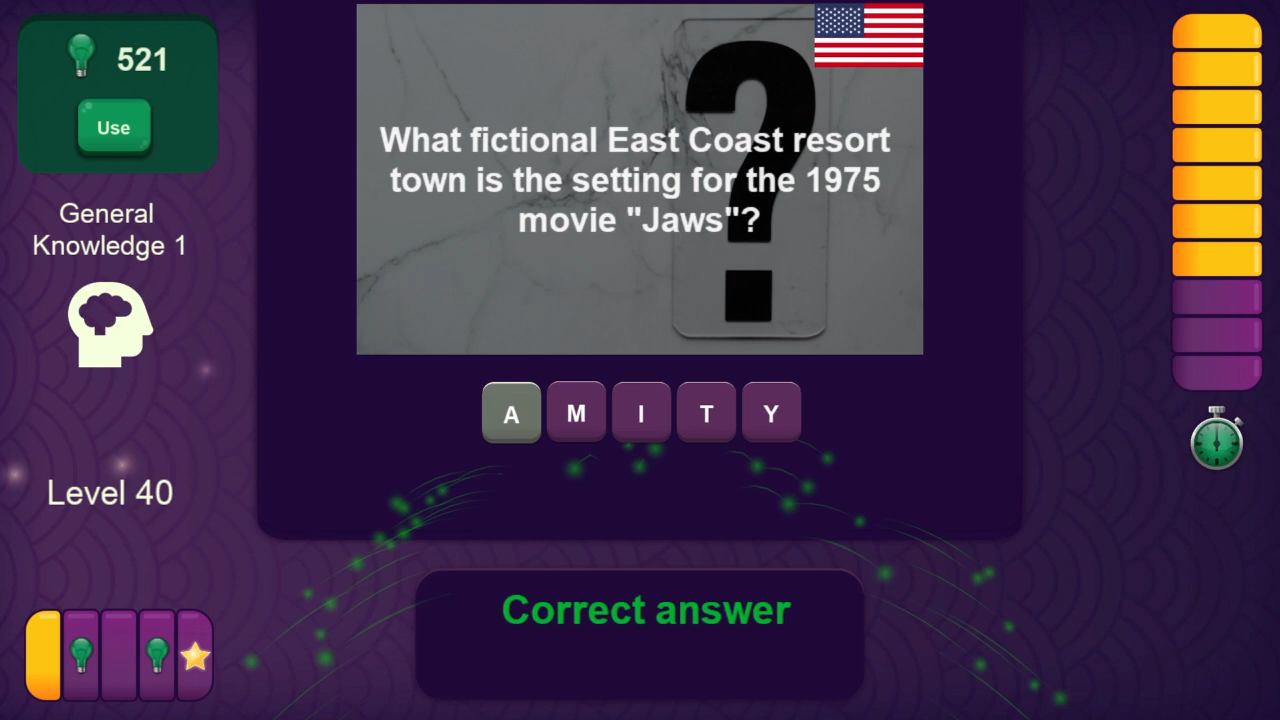 521
Use
General
Knowledge 1
Level 40
What fictional East Coast resort
town is the setting for the 1975
movie "Jaws"?
A M I T Y
Correct answer